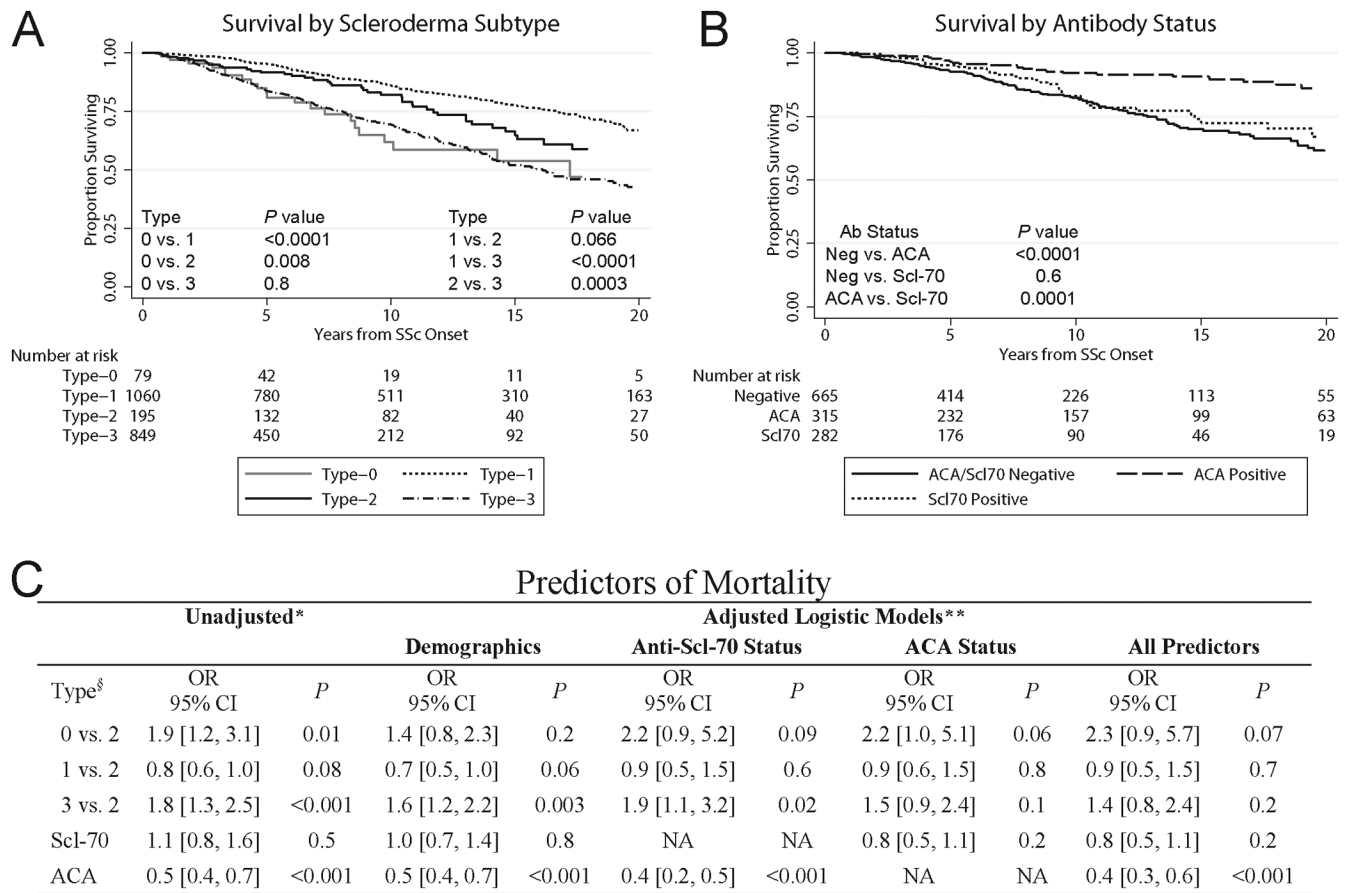 A
Survival by Scleroderma Subtype
Proportion Surviving
1.00
0.75
0.50
0.25
0.00
Type P value Type P value
0 vs. 1 <0.0001 1 vs. 2 0.066
0 vs. 2 0.008 1 vs. 3 <0.0001
0 vs. 3 0.8 2 vs. 3 0.0003
0 5 10 15 20
Years from SSc Onset
Number at risk
Type−0 79 42 19 11 5
Type−1 1060 780 511 310 163
Type−2 195 132 82 40 27
Type−3 849 450 212 92 50
Type−0 Type−1
Type−2 Type−3
B
Survival by Antibody Status
Proportion Surviving
1.00
0.75
0.50
0.25
0.00
Ab Status P value
Neg vs. ACA <0.0001
Neg vs. Scl-70 0.6
ACA vs. Scl-70 0.0001
0 5 10 15 20
Years from SSc Onset
Number at risk
Negative 665 414 226 113 55
ACA 315 232 157 99 63
Scl70 282 176 90 46 19
ACA/Scl70 Negative ACA Positive
Scl70 Positive
C
Predictors of Mortality
Unadjusted* Adjusted Logistic Models**
Demographics Anti-Scl-70 Status ACA Status All Predictors
Type§ OR 95% CI P OR 95% CI P OR 95% CI P OR 95% CI P OR 95% CI P
0 vs. 2 1.9 [1.2, 3.1] 0.01 1.4 [0.8, 2.3] 0.2 2.2 [0.9, 5.2] 0.09 2.2 [1.0, 5.1] 0.06 2.3 [0.9, 5.7] 0.07
1 vs. 2 0.8 [0.6, 1.0] 0.08 0.7 [0.5, 1.0] 0.06 0.9 [0.5, 1.5] 0.6 0.9 [0.6, 1.5] 0.8 0.9 [0.5, 1.5] 0.7
3 vs. 2 1.8 [1.3, 2.5] <0.001 1.6 [1.2, 2.2] 0.003 1.9 [1.1, 3.2] 0.02 1.5 [0.9, 2.4] 0.1 1.4 [0.8, 2.4] 0.2
Scl-70 1.1 [0.8, 1.6] 0.5 1.0 [0.7, 1.4] 0.8 NA NA 0.8 [0.5, 1.1] 0.2 0.8 [0.5, 1.1] 0.2
ACA 0.5 [0.4, 0.7] <0.001 0.5 [0.4, 0.7] <0.001 0.4 [0.2, 0.5] <0.001 NA NA 0.4 [0.3, 0.6] <0.001